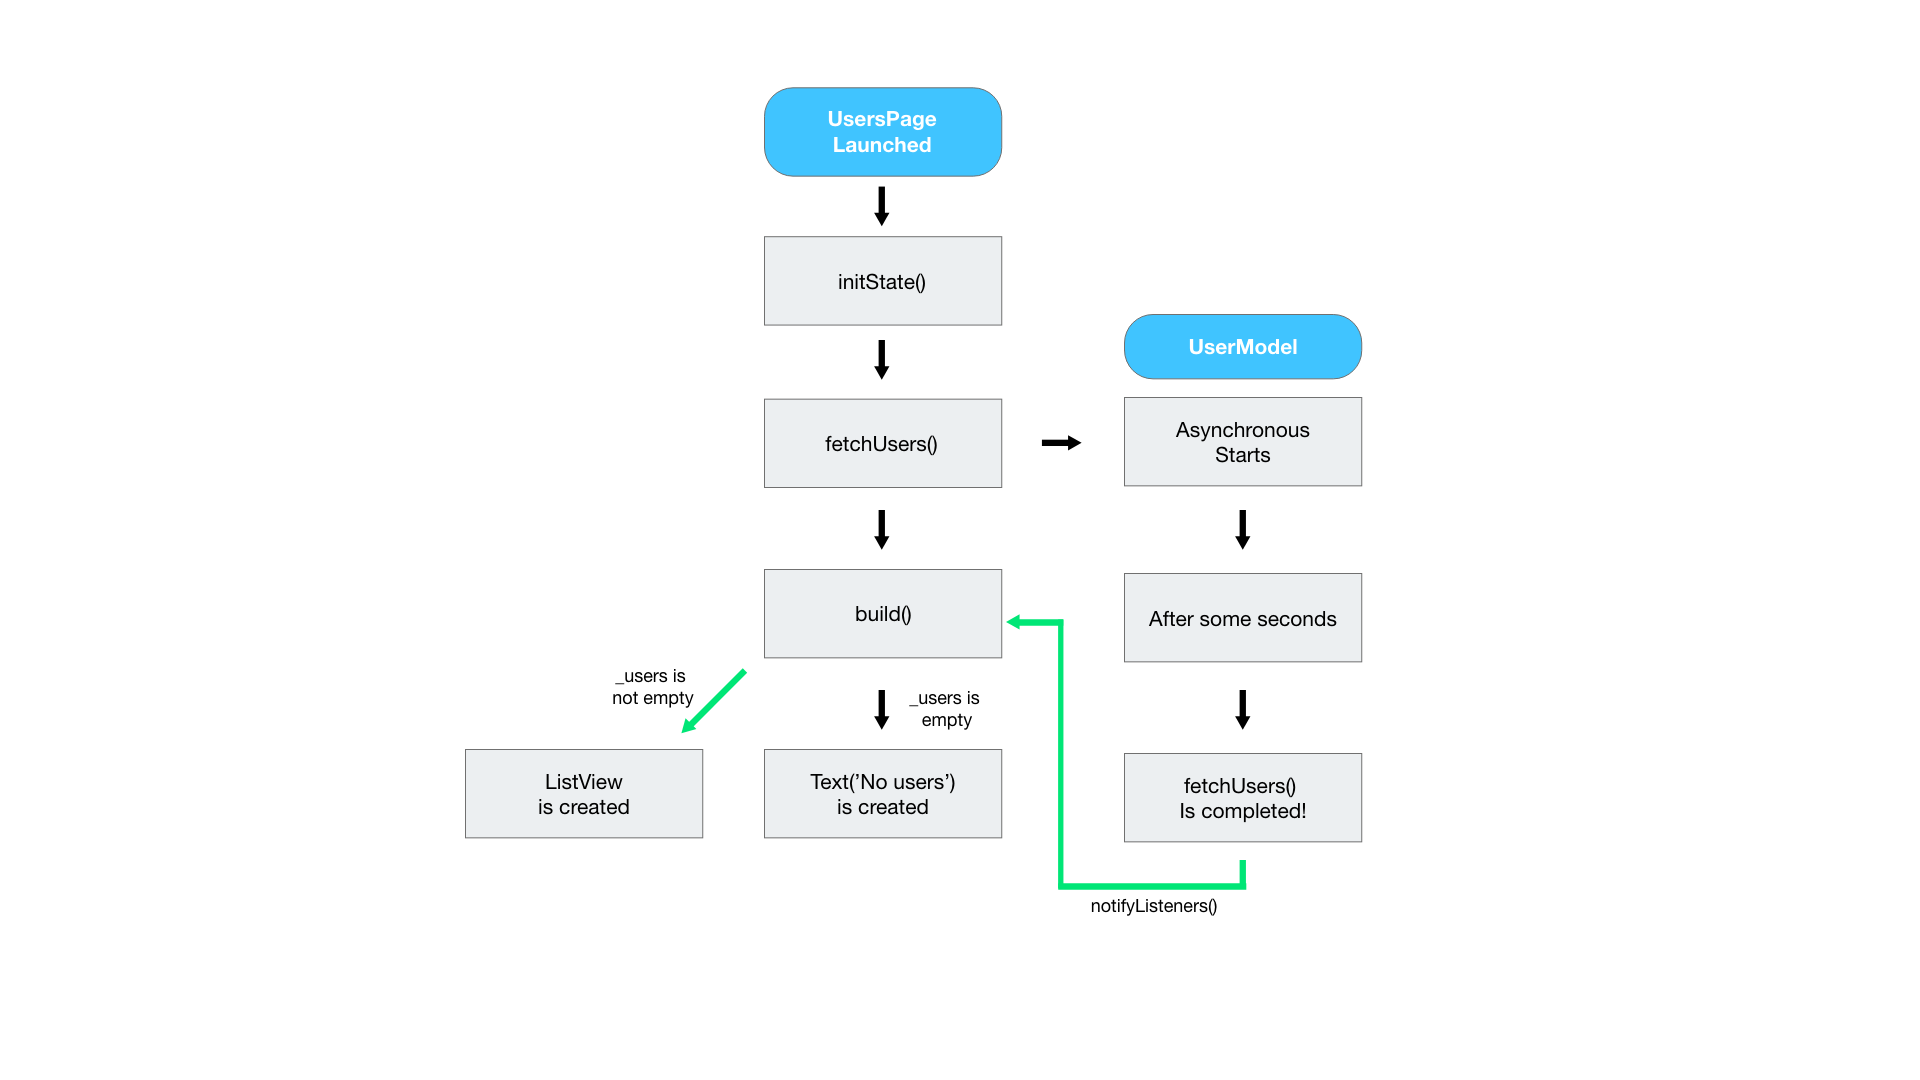 UsersPage
Launched
initState()
UserModel
fetchUsers()
Asynchronous
Starts
build()
After some seconds
_users is
not empty
_users is
empty
ListView
is created
Text(’No users’)
is created
fetchUsers()
Is completed!
notifyListeners()